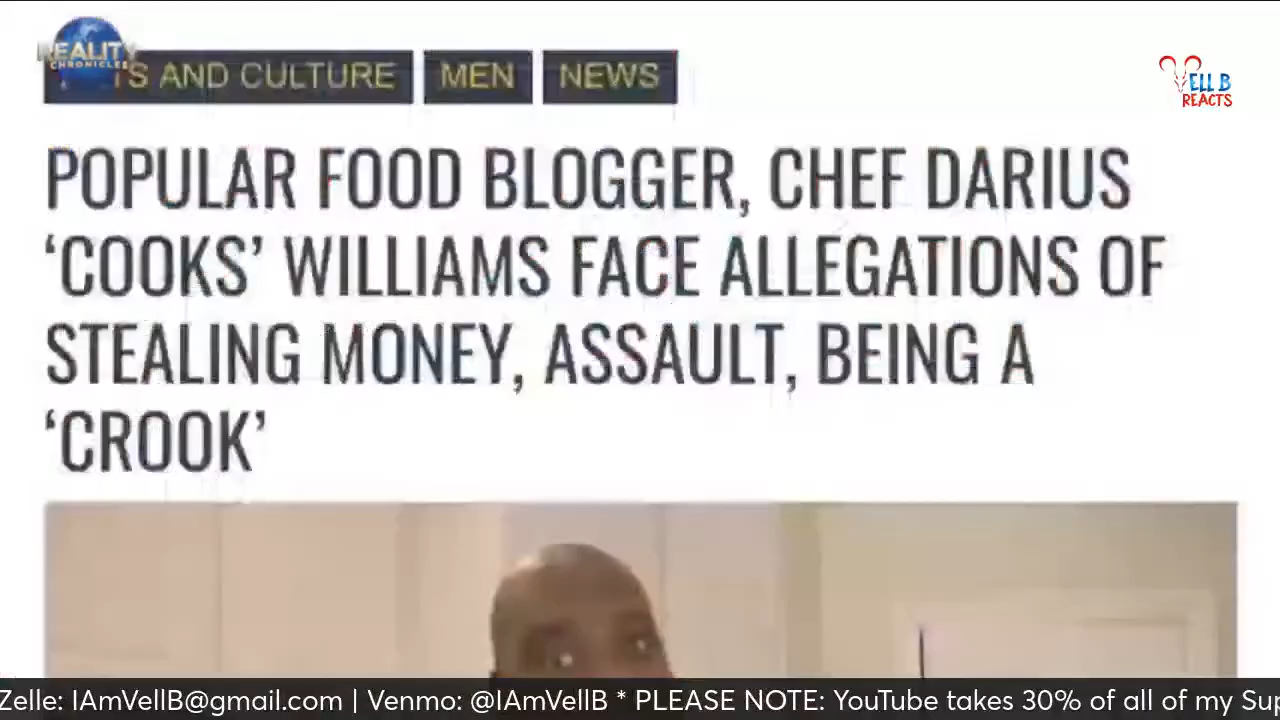 REALITY
CHRONICLES
TS AND CULTURE
MEN
NEWS
ELL B
REACTS
POPULAR FOOD BLOGGER, CHEF DARIUS
‘COOKS’ WILLIAMS FACE ALLEGATIONS OF
STEALING MONEY, ASSAULT, BEING A
‘CROOK’
Zelle: IAmVellB@gmail.com | Venmo: @IAmVellB * PLEASE NOTE: YouTube takes 30% of all of my Sup